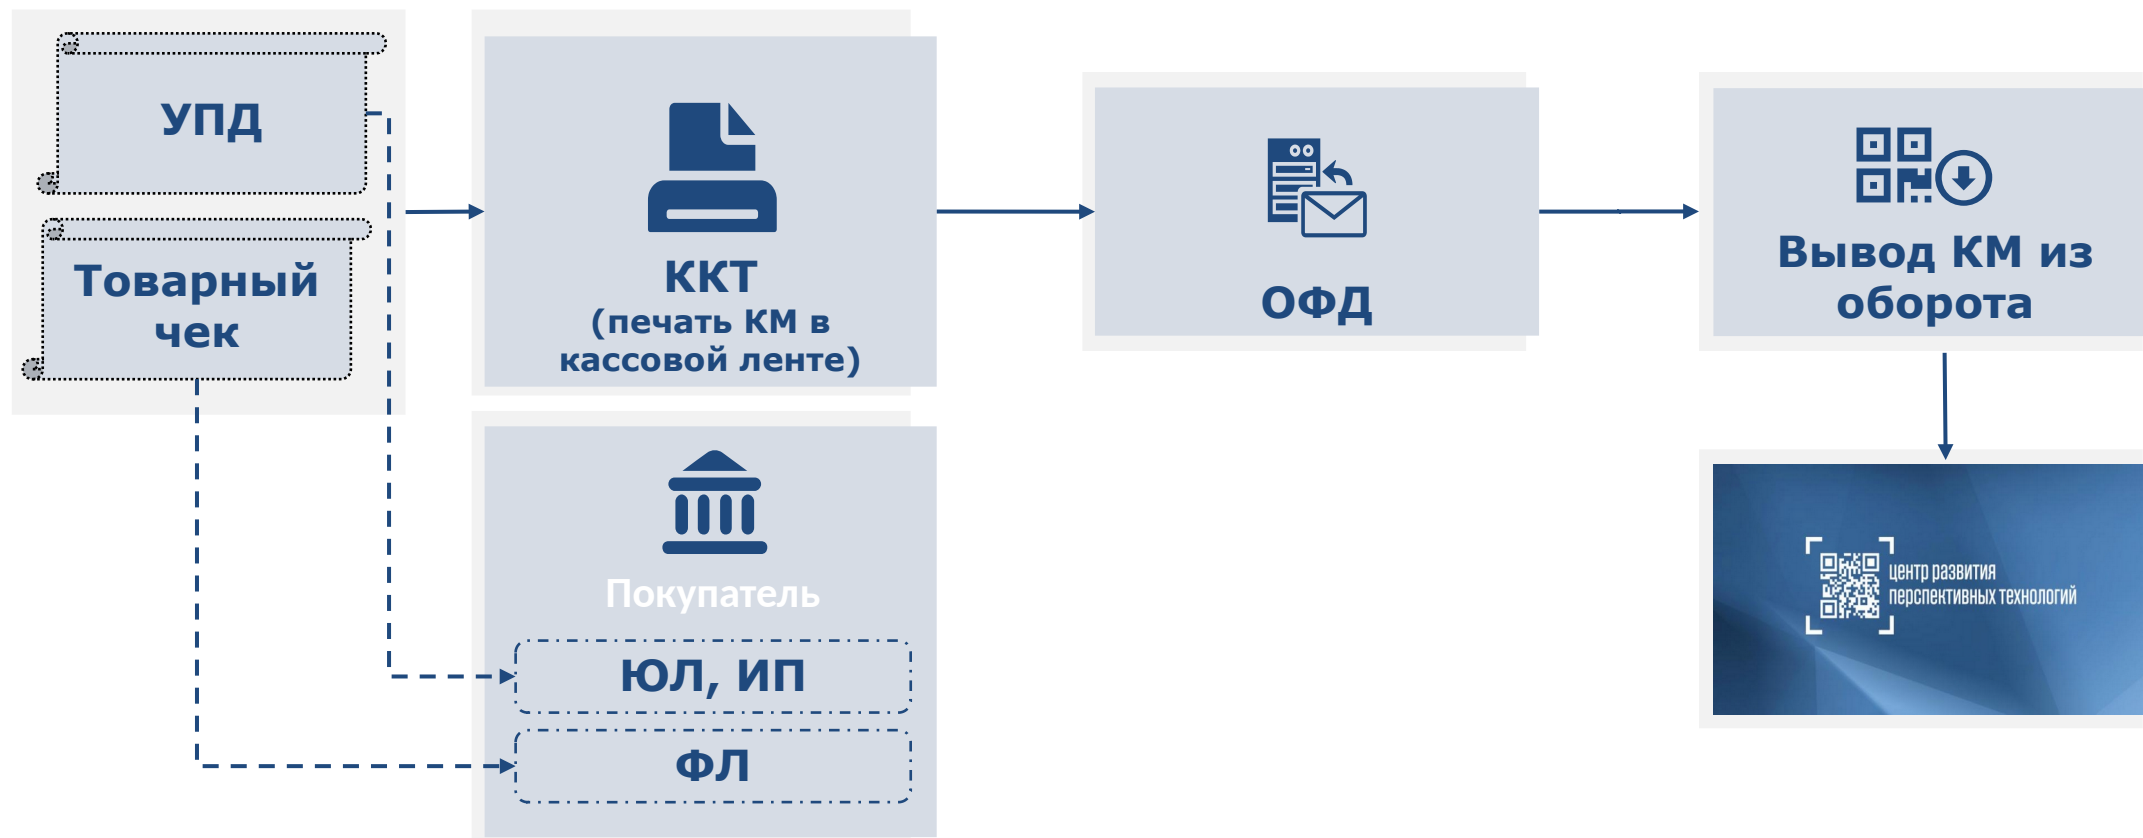 УПД
Товарный
чек
ККТ
(печать КМ в
кассовой ленте)
ОФД
Вывод КМ из
оборота
Покупатель
ЮЛ, ИП
ФЛ
центр развития
перспективных технологий